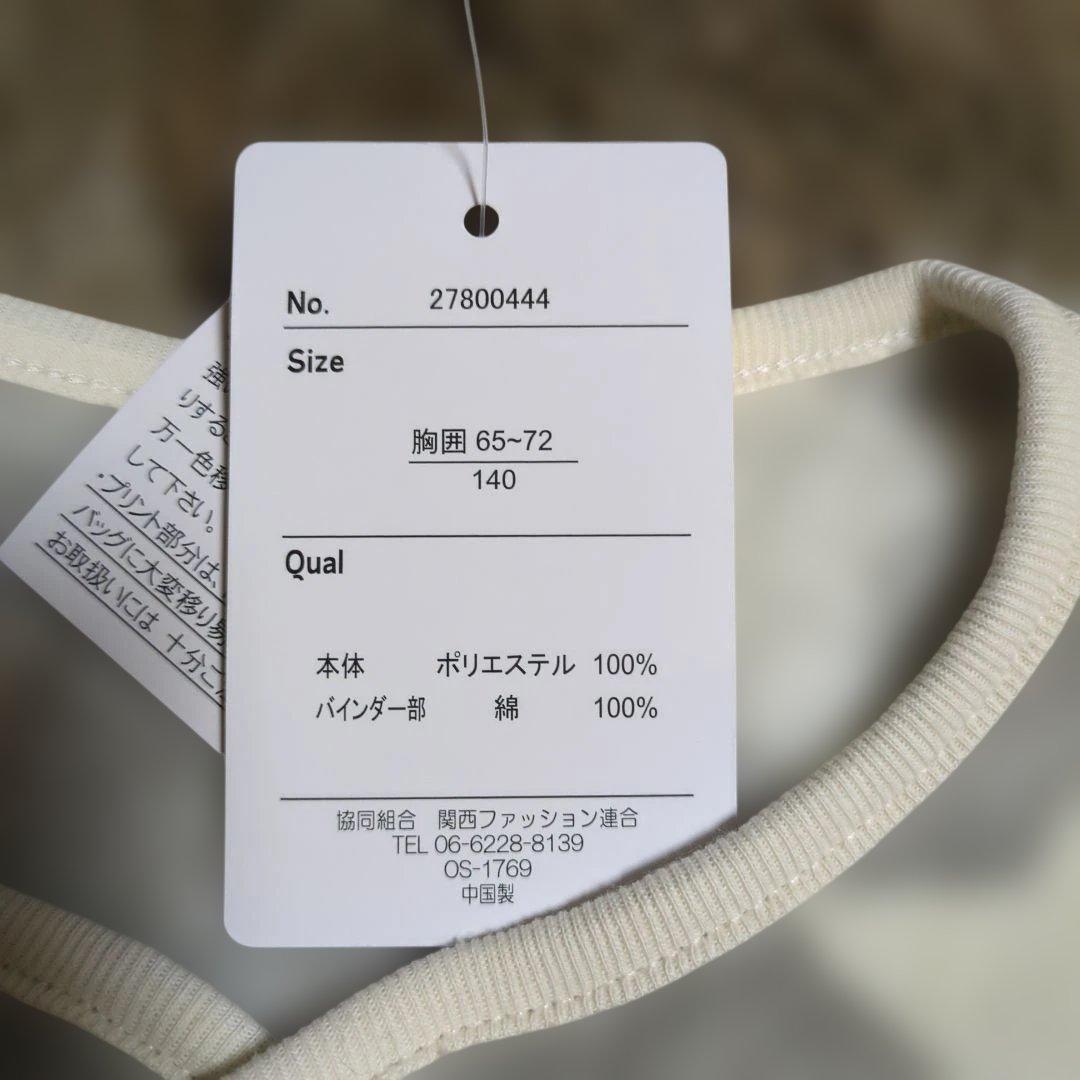 No. 27800444
Size
胸囲 65~72
140
Qual
本体 ポリエステル 100%
バインダー部 綿 100%
協同組合 関西ファッション連合
TEL 06-6228-8139
OS-1769
中国製
強
りする
万一色移
して下さい。
・プリント部分は、
バッグに大変移り易
お取扱いには 十分ご